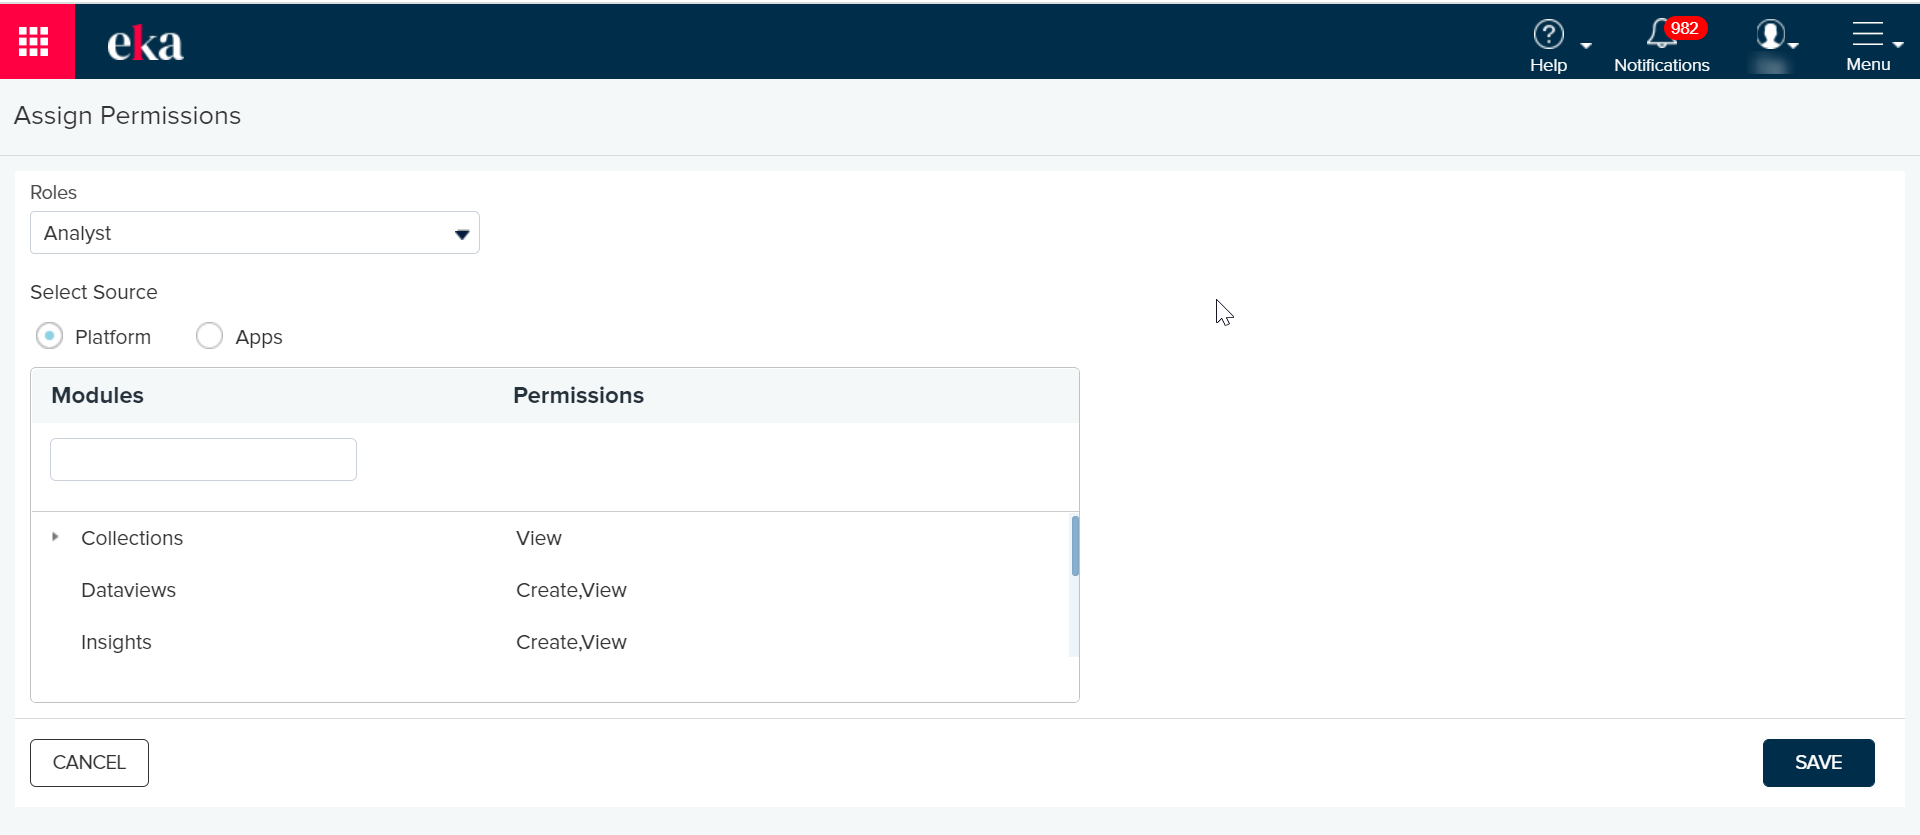 eka
982
Help
Notifications
Menu
Assign Permissions
Roles
Analyst
Select Source
Platform Apps
Modules Permissions
Collections View
Dataviews Create,View
Insights Create,View
CANCEL SAVE